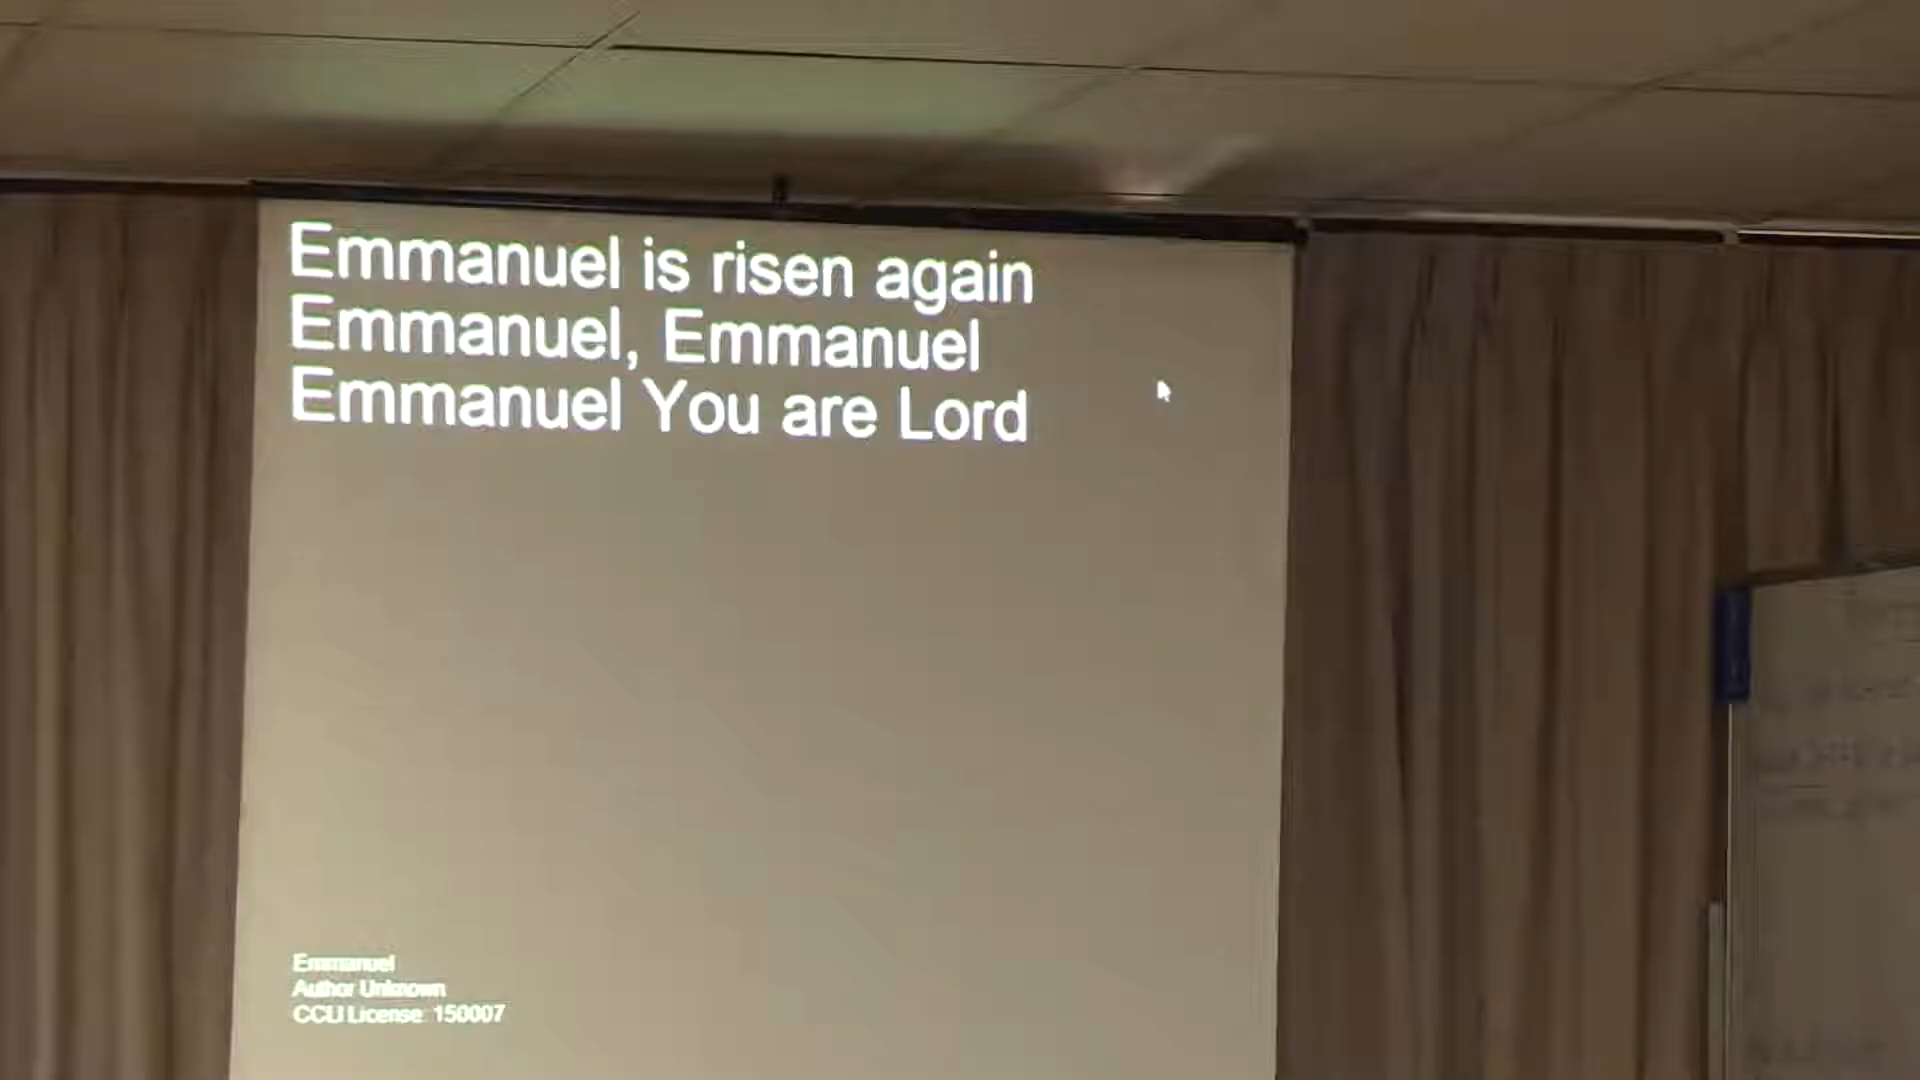 Emmanuel is risen again
Emmanuel, Emmanuel
Emmanuel You are Lord
Emmanuel
Author Unknown
CCLI License 150007